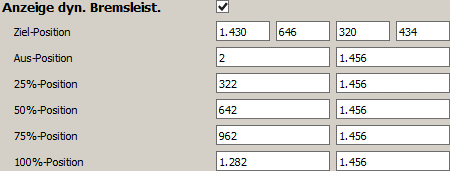 Anzeige dyn. Bremsleist.
Ziel-Position 1.430 646 320 434
Aus-Position 2 1.456
25%-Position 322 1.456
50%-Position 642 1.456
75%-Position 962 1.456
100%-Position 1.282 1.456